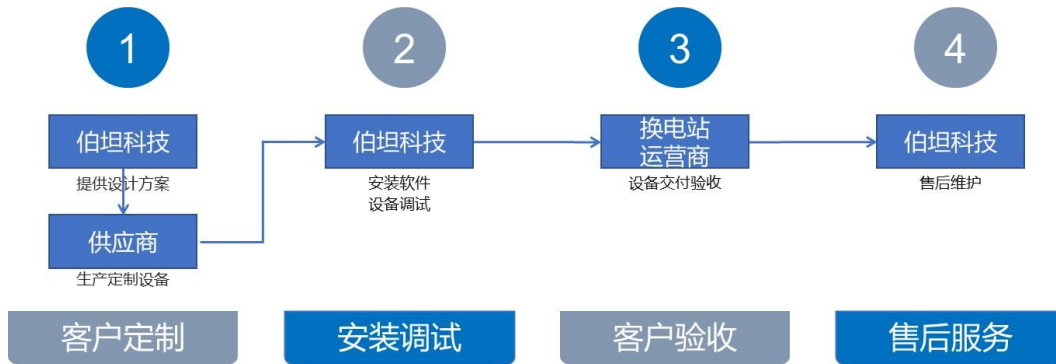 1
2
3
4
伯坦科技
提供设计方案
供应商
生产定制设备
伯坦科技
安装软件
设备调试
换电站
运营商
设备交付验收
伯坦科技
售后维护
客户定制
安装调试
客户验收
售后服务